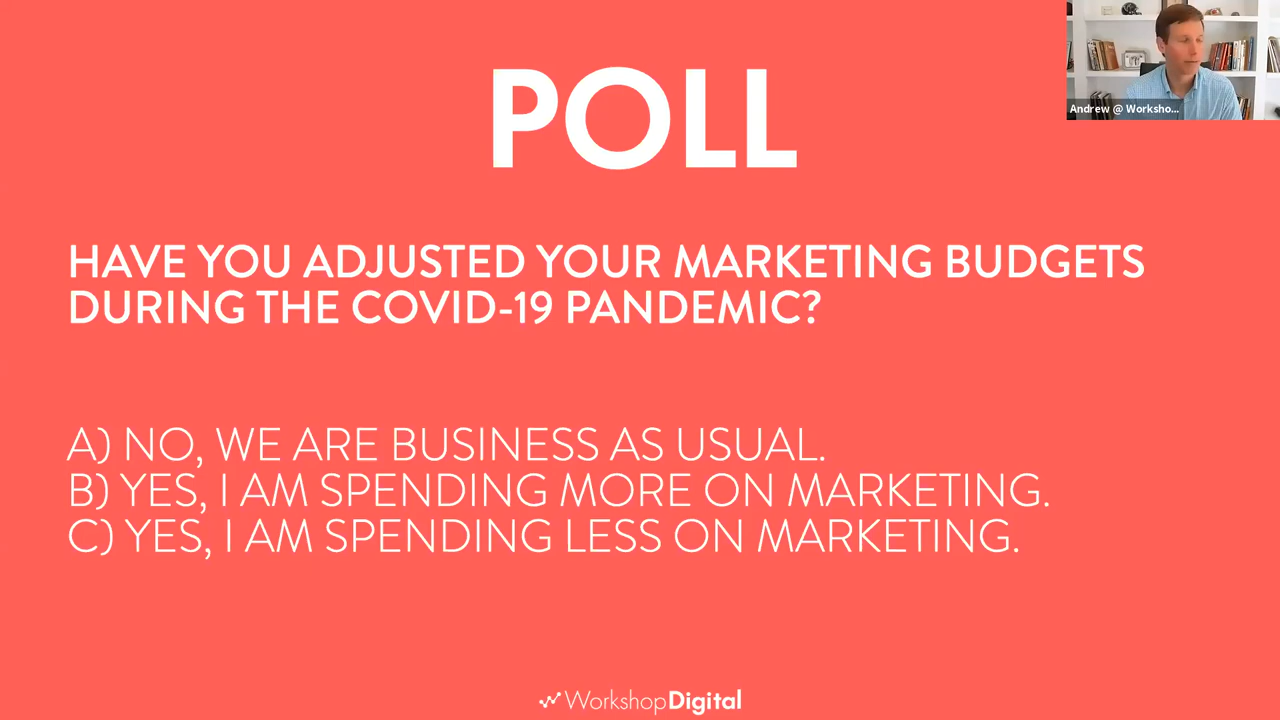 POLL
Andrew @ Worksho...
HAVE YOU ADJUSTED YOUR MARKETING BUDGETS
DURING THE COVID-19 PANDEMIC?
A) NO, WE ARE BUSINESS AS USUAL.
B) YES, I AM SPENDING MORE ON MARKETING.
C) YES, I AM SPENDING LESS ON MARKETING.
WorkshopDigital